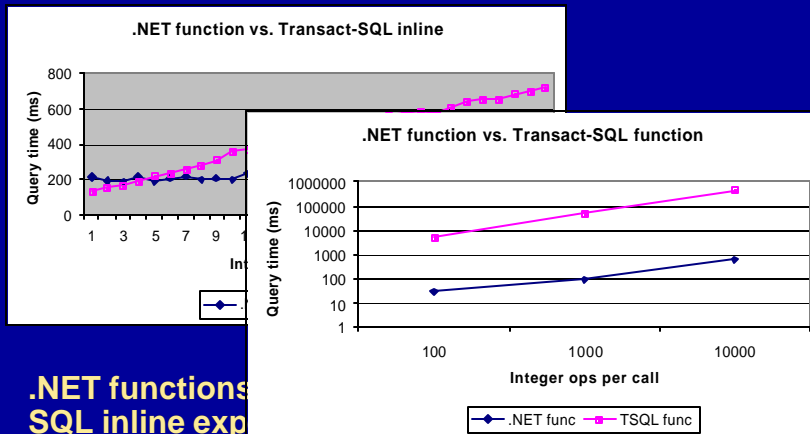 .NET function vs. Transact-SQL inline
800
600
400
200
0
Query time (ms)
1 3 5 7 9
.NET function vs. Transact-SQL function
1000000
100000
10000
1000
100
10
1
Query time (ms)
100 1000 10000
Integer ops per call
.NET func TSQL func
.NET functions
SQL inline